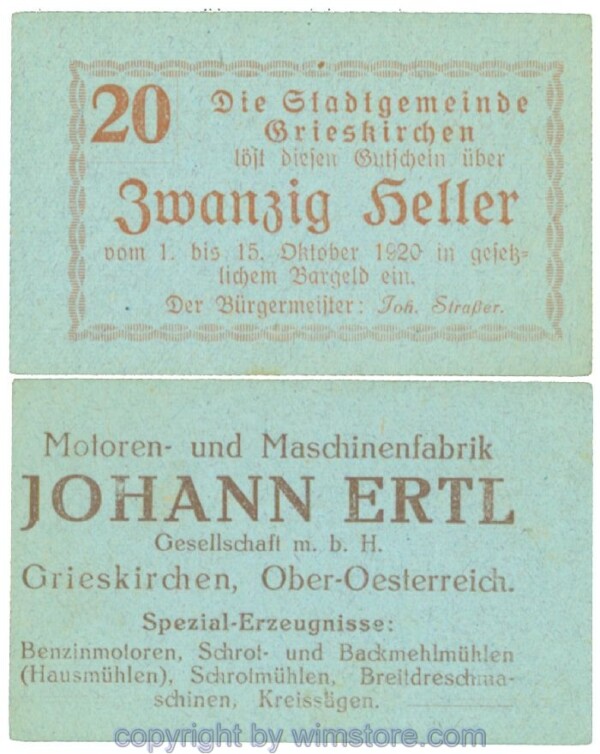 20
Die Stadtgemeinde
Grieskirchen
löst diesen Gutschein über
Zwanzig Heller
vom 1. bis 15. Oktober 1920 in gesetz-
lichem Bargeld ein.
Der Bürgermeister: Joh. Straßer.
Motoren- und Maschinenfabrik
JOHANN ERTL
Gesellschaft m. b. H.
Grieskirchen, Ober-Oesterreich.
Spezial-Erzeugnisse:
Benzinmotoren, Schrot- und Backmehlmühlen
(Hausmühlen), Schrotmühlen, Breitdreschma-
schinen, Kreissägen.
copyright by wimstore.com